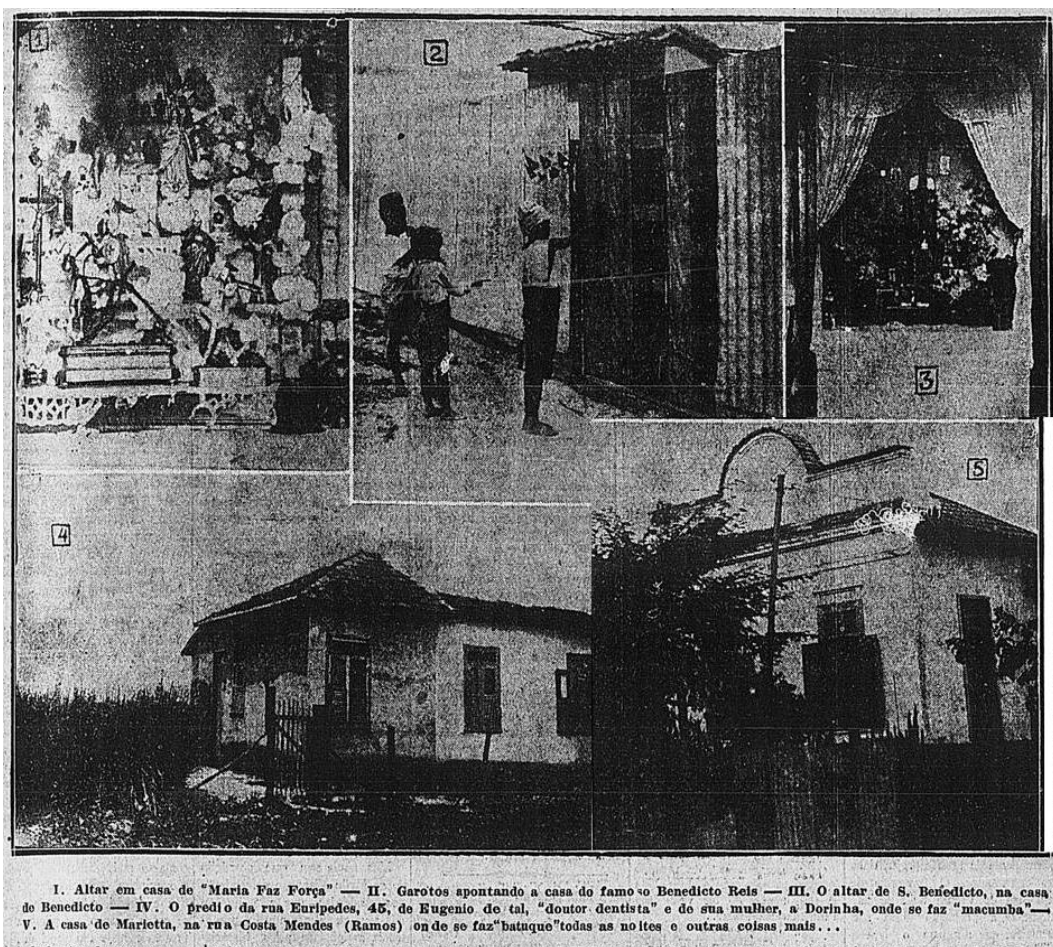 1
2
3
4
5
I. Altar em casa de "Maria Faz Força" — II. Garotos apontando a casa do famoso Benedicto Reis — III. O altar de S. Benedicto, na casa
de Benedicto — IV. O predio da rua Euripedes, 45, de Eugenio de tal, "doutor dentista" e de sua mulher, a Dorinha, onde se faz "macumba"—
V. A casa de Marietta, na rua Costa Mendes (Ramos) onde se faz "batuque" todas as noites e outras coisas mais...